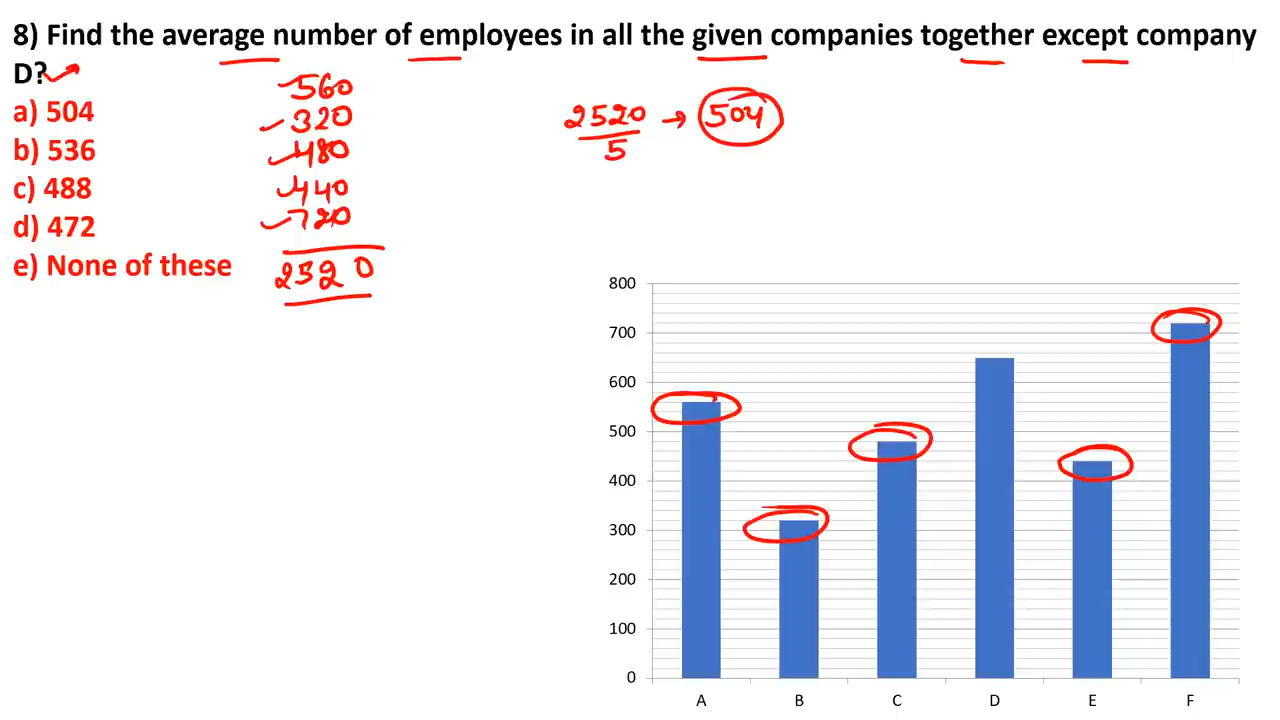 8) Find the average number of employees in all the given companies together except company
D?
a) 504
b) 536
c) 488
d) 472
e) None of these
560
320
480
440
720
2520
2520
5
→ 504
800
700
600
500
400
300
200
100
0
A B C D E F